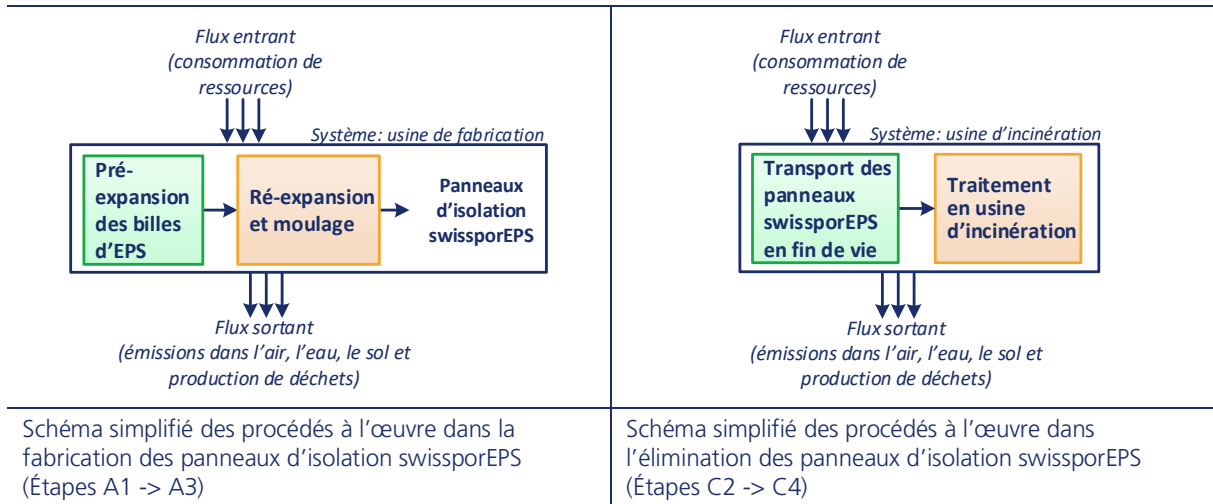 Flux entrant
(consommation de
ressources)
Système: usine de fabrication
Pré-
expansion
des billes
d'EPS
Ré-expansion
et moulage
Panneaux
d'isolation
swissporEPS
Flux sortant
(émissions dans l'air, l'eau, le sol et
production de déchets)
Schéma simplifié des procédés à l'œuvre dans la
fabrication des panneaux d'isolation swissporEPS
(Étapes A1 -> A3)
Flux entrant
(consommation de
ressources)
Système: usine d'incinération
Transport des
panneaux
swissporEPS
en fin de vie
Traitement
en usine
d'incinération
Flux sortant
(émissions dans l'air, l'eau, le sol et
production de déchets)
Schéma simplifié des procédés à l'œuvre dans
l'élimination des panneaux d'isolation swissporEPS
(Étapes C2 -> C4)